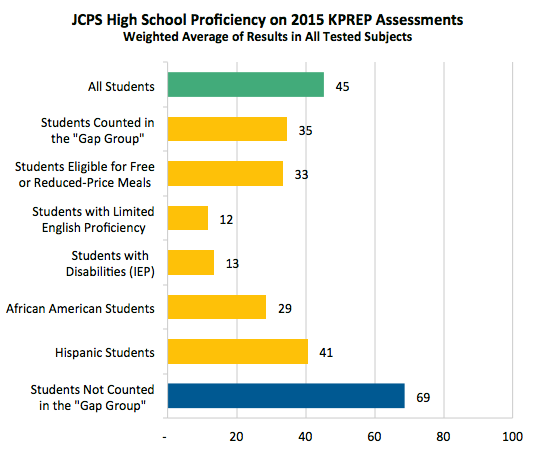 JCPS High School Proficiency on 2015 KPREP Assessments
Weighted Average of Results in All Tested Subjects
All Students
45
Students Counted in
the "Gap Group"
35
Students Eligible for Free
or Reduced-Price Meals
33
Students with Limited
English Proficiency
12
Students with
Disabilities (IEP)
13
African American Students
29
Hispanic Students
41
Students Not Counted
in the "Gap Group"
69
- 20 40 60 80 100